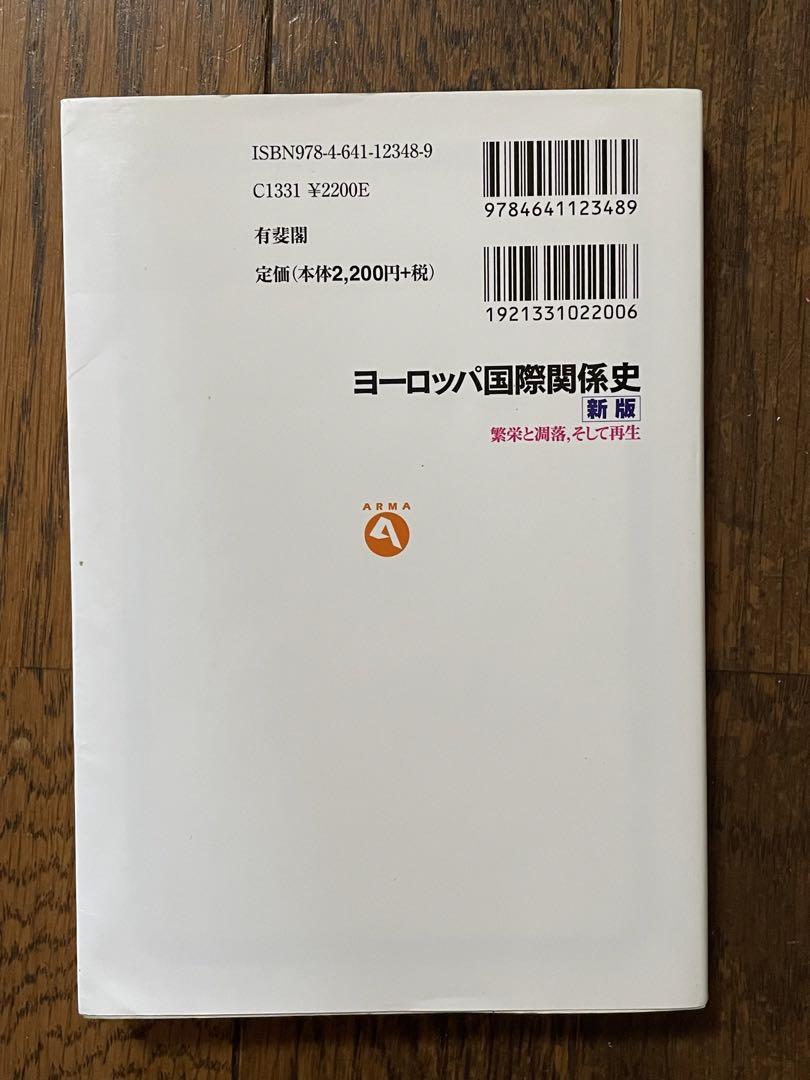 ISBN978-4-641-12348-9
C1331 ¥2200E
有斐閣
定価(本体2,200円+税)
9784641123489
1921331022006
ヨーロッパ国際関係史
新版
繁栄と凋落,そして再生
ARMA